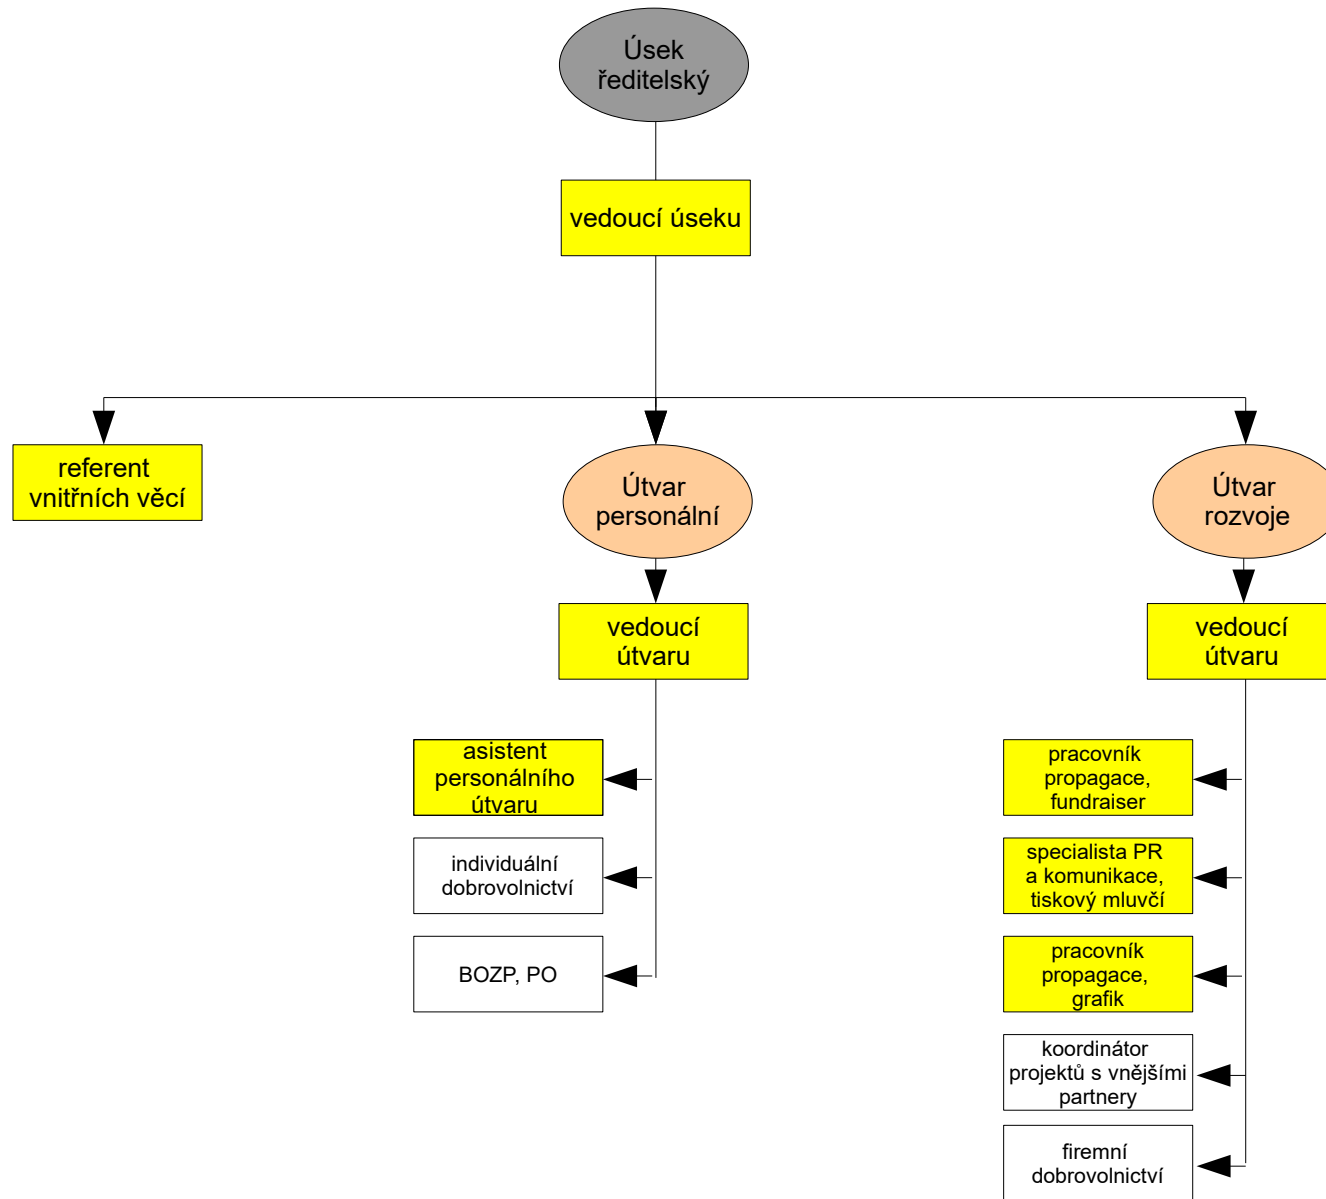 Úsek
ředitelský
vedoucí úseku
referent
vnitřních věcí
Útvar
personální
Útvar
rozvoje
vedoucí
útvaru
vedoucí
útvaru
asistent
personálního
útvaru
individuální
dobrovolnictví
BOZP, PO
pracovník
propagace,
fundraiser
specialista PR
a komunikace,
tiskový mluvčí
pracovník
propagace,
grafik
koordinátor
projektů s vnějšími
partnery
firemní
dobrovolnictví